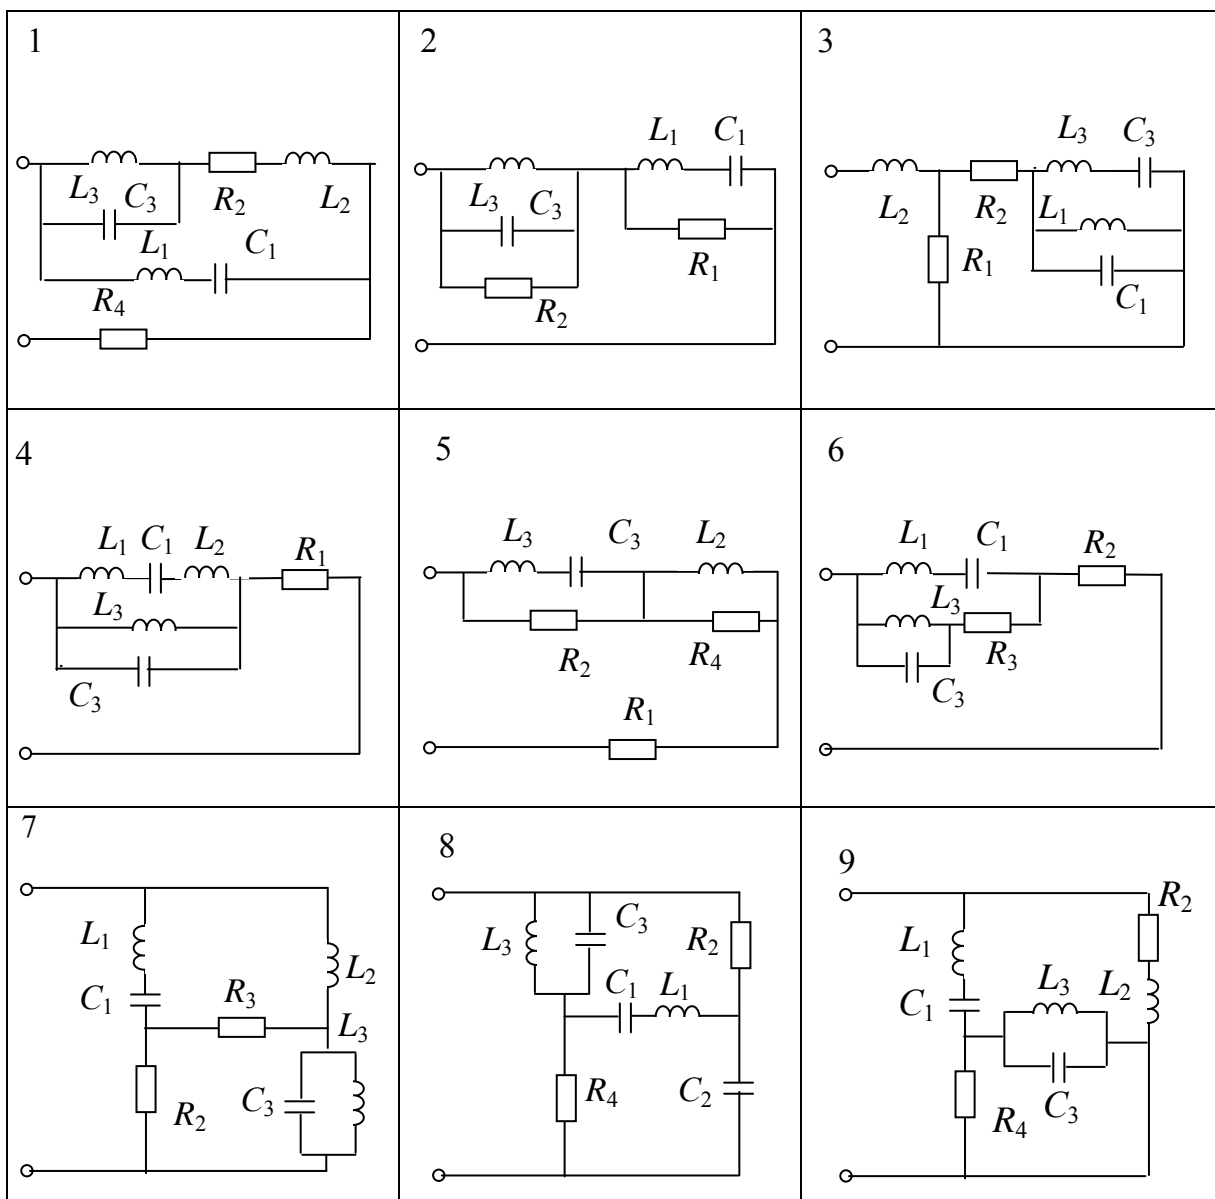 1
L3 C3 R2 L2
L1 C1
R4
2
L1 C1
L3 C3
R1
R2
3
L3 C3
L2 R2 L1
R1
C1
4
L1 C1 L2 R1
L3
C3
5
L3 C3 L2
R2 R4
R1
6
L1 C1 R2
L3
R3
C3
7
L1
L2
C1 R3
L3
C3
R2
8
C3
L3 R2
C1 L1
R4 C2
9
R2
L1
L3 L2
C1
C3
R4